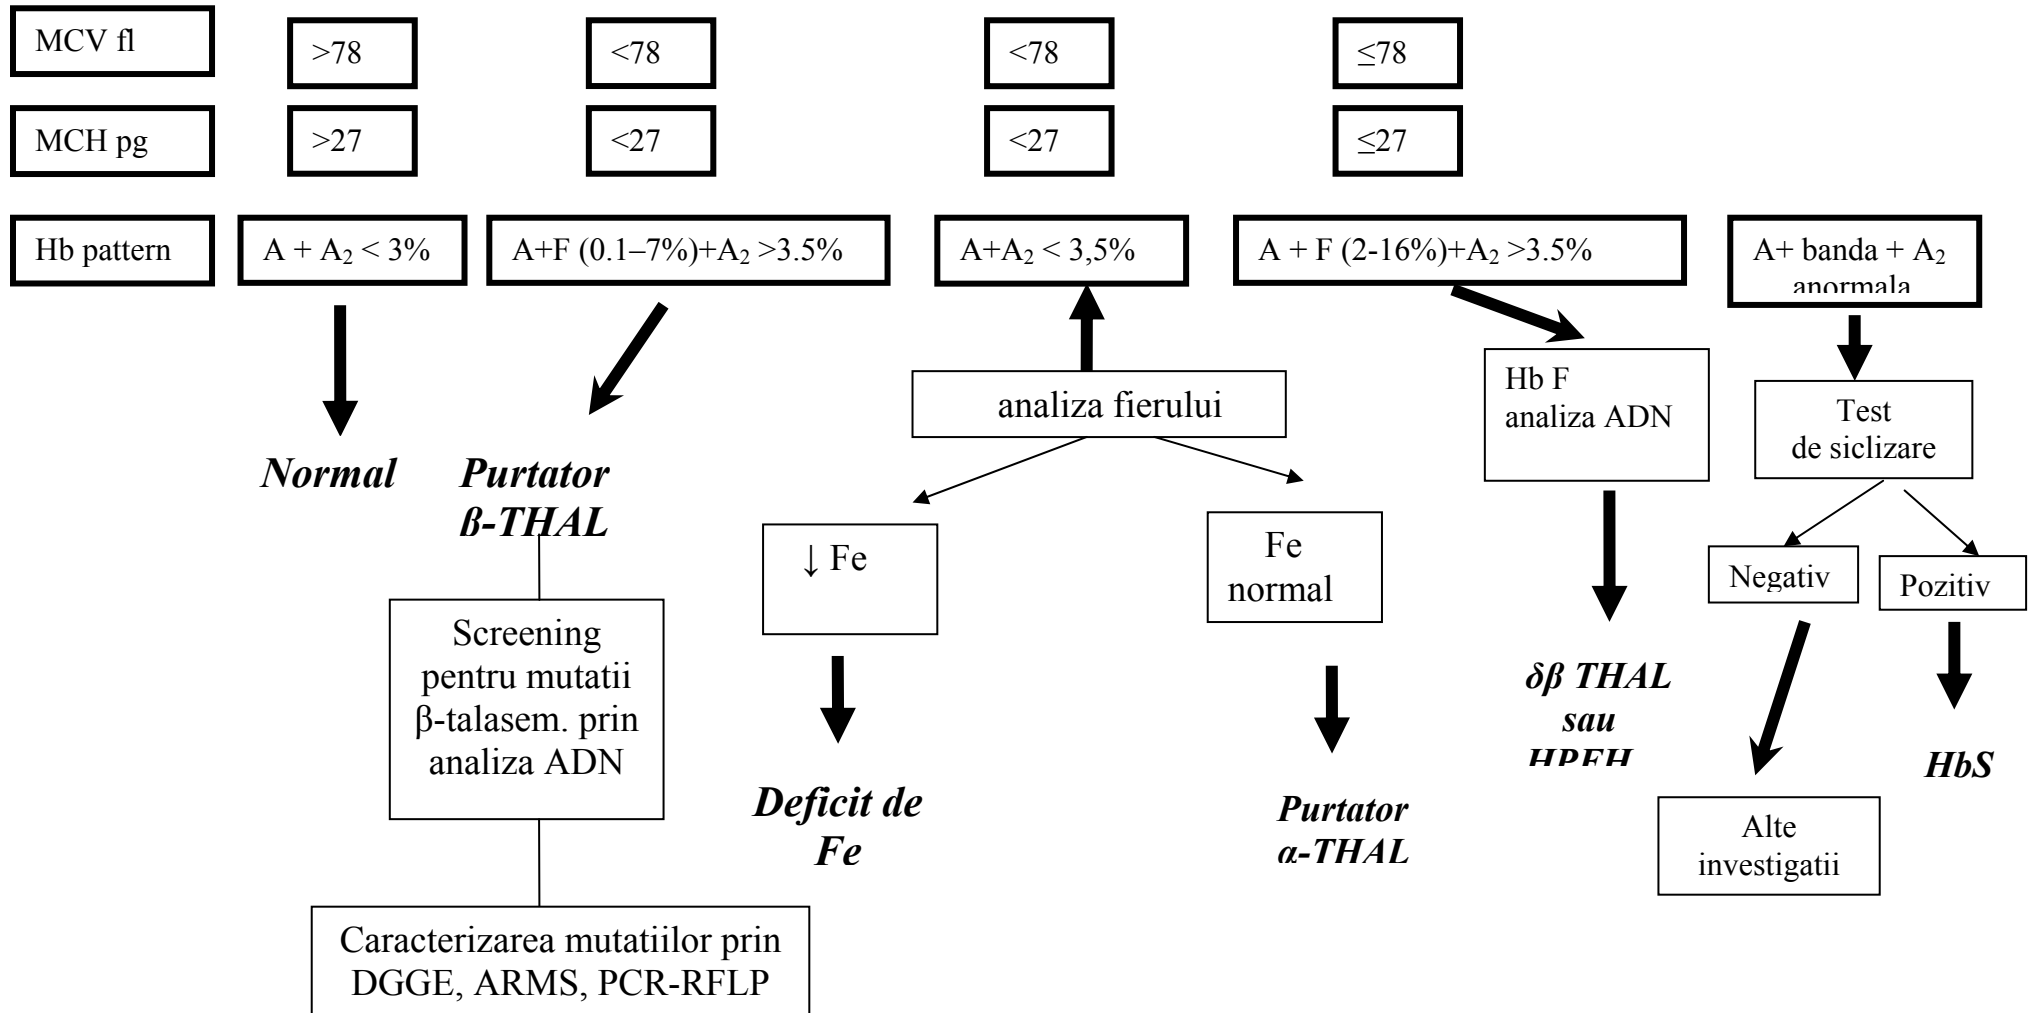 MCV fl
>78
<78
<78
≤78
MCH pg
>27
<27
<27
≤27
Hb pattern
A + A₂ < 3%
A+F (0.1–7%)+A₂ >3.5%
A+A₂ < 3,5%
A + F (2-16%)+A₂ >3.5%
A+ banda + A₂
anormala
Normal
Purtator
ß-THAL
analiza fierului
Hb F
analiza ADN
Test
de siclizare
↓ Fe
Fe
normal
Negativ
Pozitiv
Screening
pentru mutatii
β-talasem. prin
analiza ADN
δβ THAL
sau
HPFH
HbS
Deficit de
Fe
Purtator
α-THAL
Alte
investigatii
Caracterizarea mutatiilor prin
DGGE, ARMS, PCR-RFLP